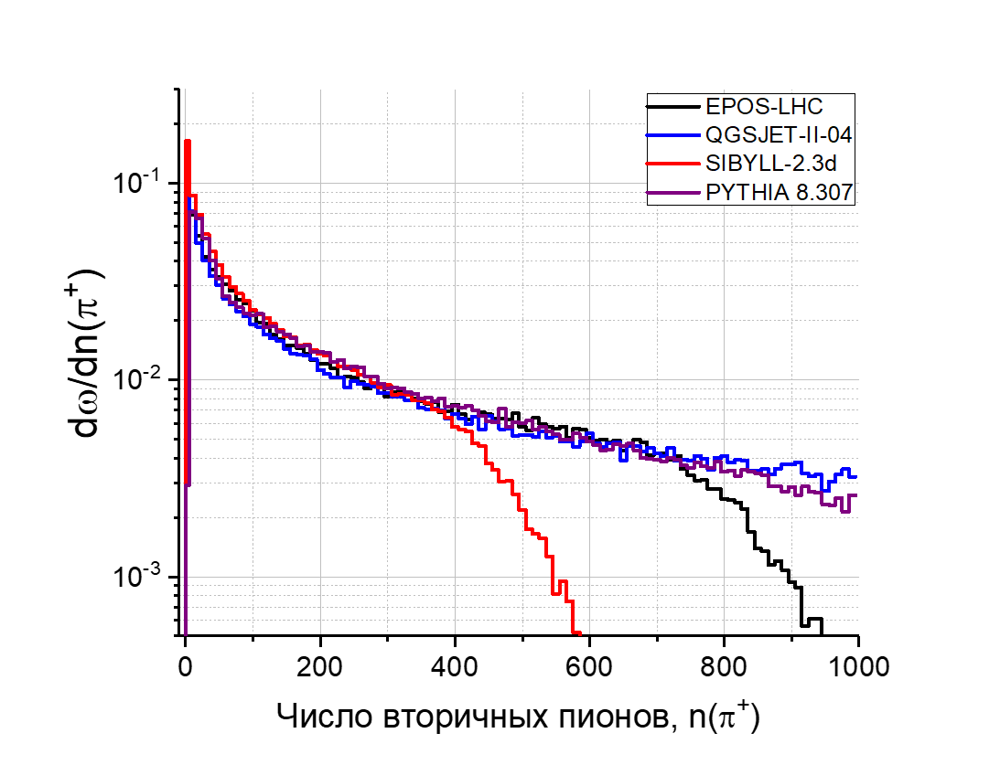 EPOS-LHC
QGSJET-II-04
SIBYLL-2.3d
PYTHIA 8.307
dω/dn(π⁺)
10⁻¹
10⁻²
10⁻³
0 200 400 600 800 1000
Число вторичных пионов, n(π⁺)